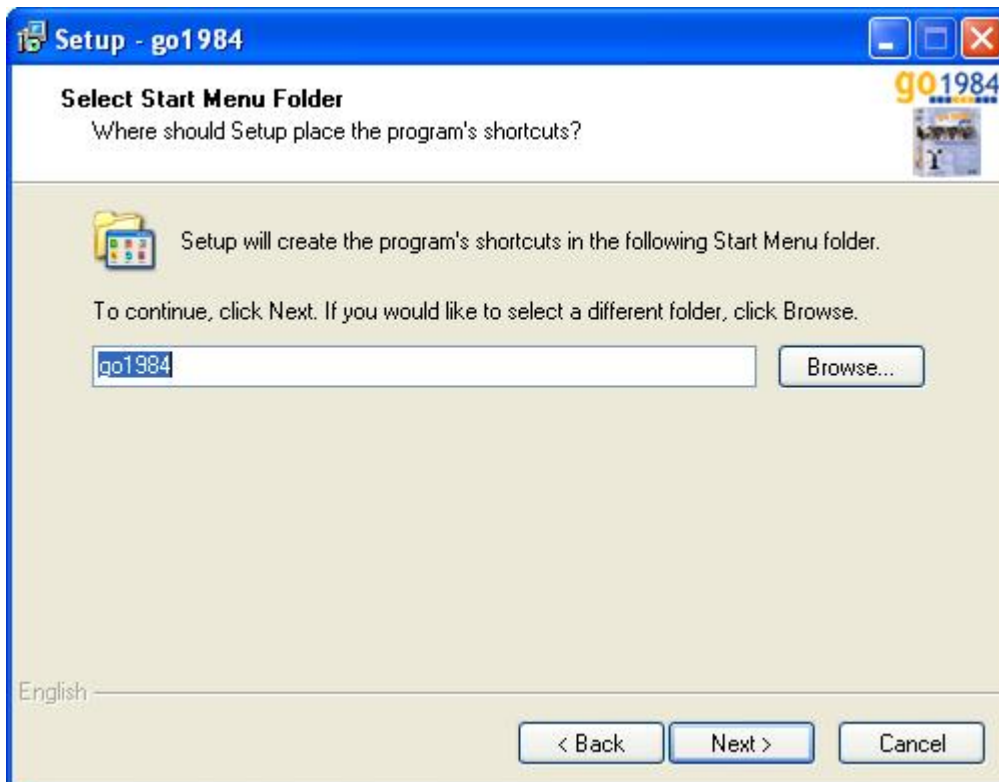 Setup - go1984
go1984
Select Start Menu Folder
Where should Setup place the program's shortcuts?
Setup will create the program's shortcuts in the following Start Menu folder.
To continue, click Next. If you would like to select a different folder, click Browse.
go1984
Browse...
English
< Back
Next >
Cancel